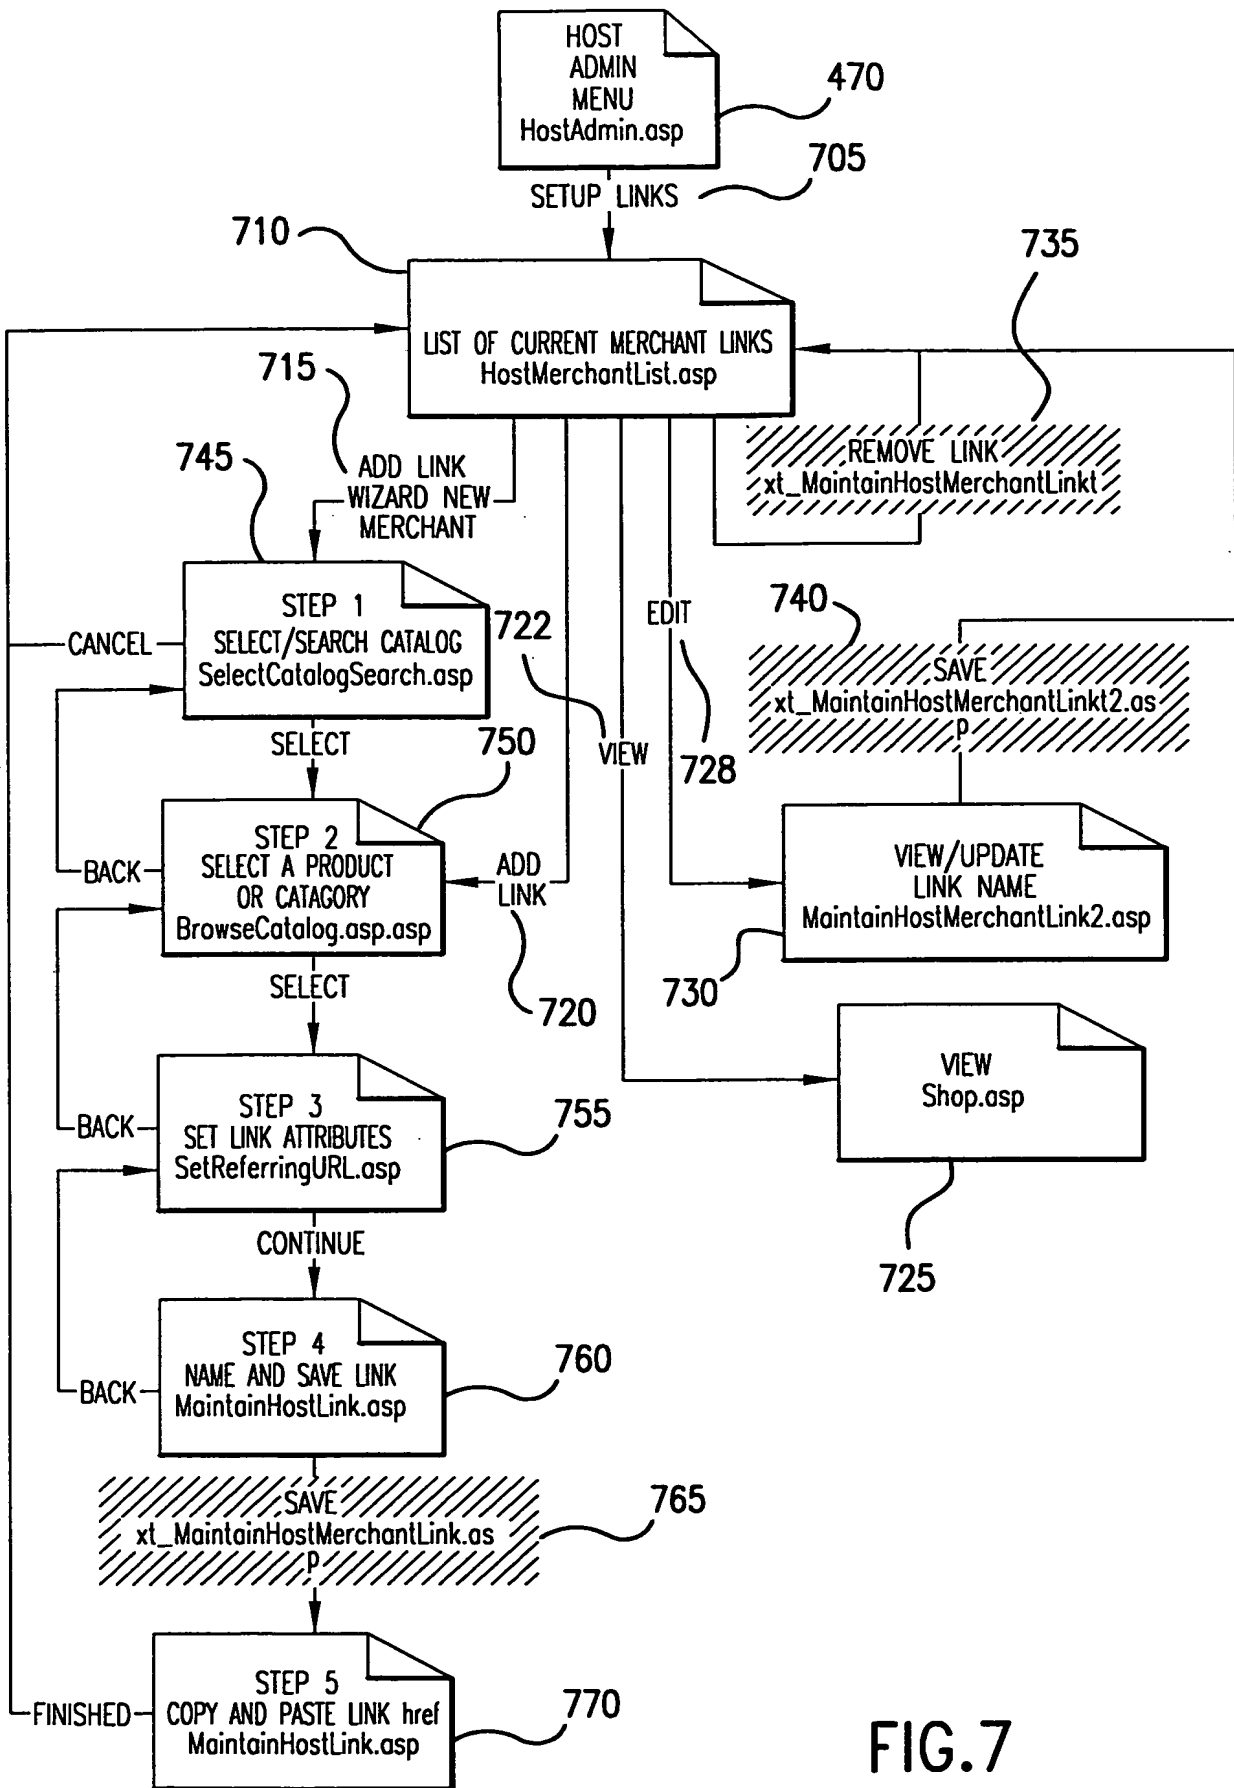 HOST
ADMIN
MENU
HostAdmin.asp
470
SETUP LINKS
705
710
LIST OF CURRENT MERCHANT LINKS
HostMerchantList.asp
735
715
ADD LINK
WIZARD NEW
MERCHANT
REMOVE LINK
xt_MaintainHostMerchantLinkt
745
STEP 1
SELECT/SEARCH CATALOG
SelectCatalogSearch.asp
CANCEL
722
EDIT
740
SAVE
xt_MaintainHostMerchantLinkt2.as
p
SELECT
750
VIEW
728
STEP 2
SELECT A PRODUCT
OR CATAGORY
BrowseCatalog.asp.asp
BACK
ADD
LINK
VIEW/UPDATE
LINK NAME
MaintainHostMerchantLink2.asp
SELECT
720
730
STEP 3
SET LINK ATTRIBUTES
SetReferringURL.asp
BACK
755
VIEW
Shop.asp
CONTINUE
725
STEP 4
NAME AND SAVE LINK
MaintainHostLink.asp
BACK
760
SAVE
xt_MaintainHostMerchantLink.as
p
765
STEP 5
COPY AND PASTE LINK href
MaintainHostLink.asp
FINISHED
770
FIG.7